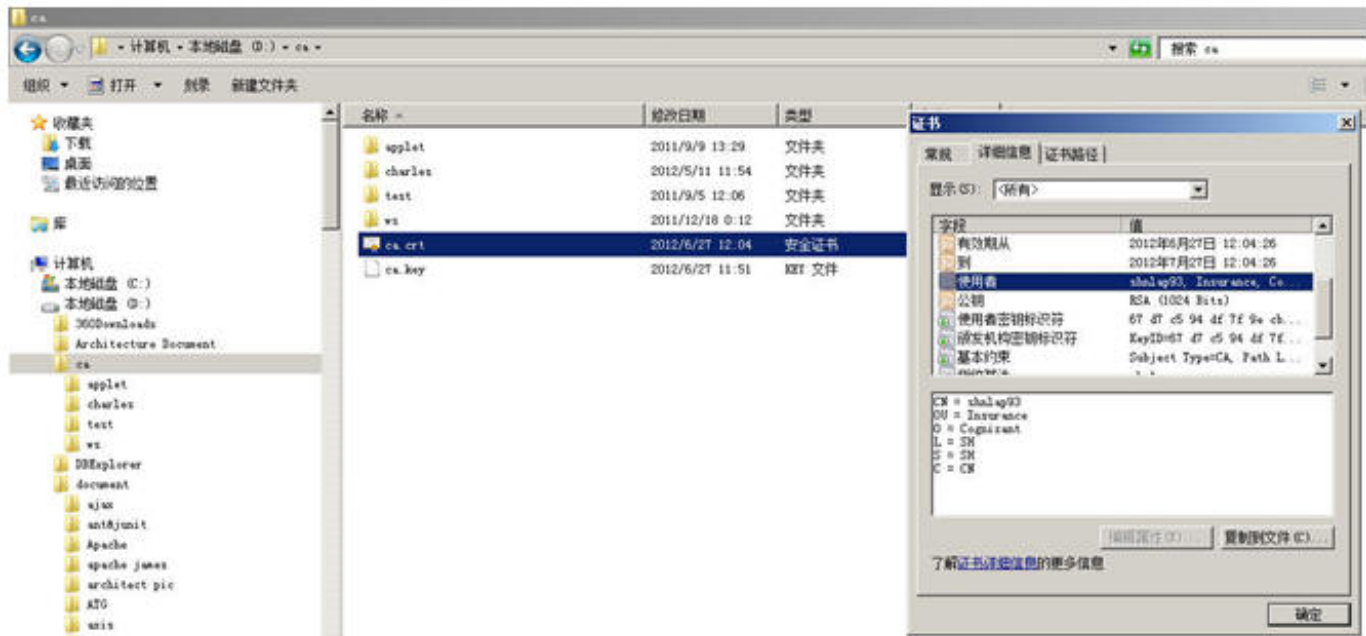 ca
计算机 本地磁盘 (D:) ca
搜索 ca
组织 打开 刻录 新建文件夹
收藏夹
下载
桌面
最近访问的位置
库
计算机
本地磁盘 (C:)
本地磁盘 (D:)
360Downloads
Architecture Document
ca
applet
charles
test
ws
DBExplorer
document
ajax
ant&junit
Apache
apache james
architect pic
ATG
axis
名称 修改日期 类型
applet 2011/9/9 13:29 文件夹
charles 2012/5/11 11:54 文件夹
test 2011/9/5 12:06 文件夹
ws 2011/12/18 0:12 文件夹
ca.crt 2012/6/27 12:04 安全证书
ca.key 2012/6/27 11:51 KEY 文件
证书
常规 详细信息 证书路径
显示(S): <所有>
字段 值
有效期从 2012年6月27日 12:04:26
到 2012年7月27日 12:04:26
使用者 shnlap93, Insurance, Co...
公钥 RSA (1024 Bits)
使用者密钥标识符 67 d7 c5 94 df 7f 9e cb...
颁发机构密钥标识符 KeyID=67 d7 c5 94 df 7f...
基本约束 Subject Type=CA, Path L...
CN = shnlap93
OU = Insurance
O = Cognizant
L = SH
S = SH
C = CN
编辑属性(E)... 复制到文件(C)...
了解证书详细信息的更多信息
确定